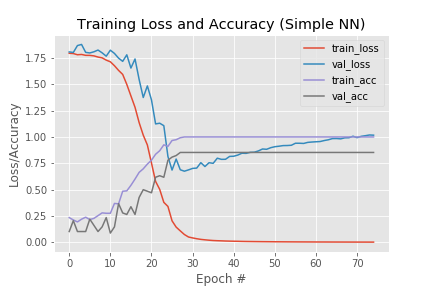 Training Loss and Accuracy (Simple NN)
train_loss
val_loss
train_acc
val_acc
Loss/Accuracy
1.75
1.50
1.25
1.00
0.75
0.50
0.25
0.00
0 10 20 30 40 50 60 70
Epoch #